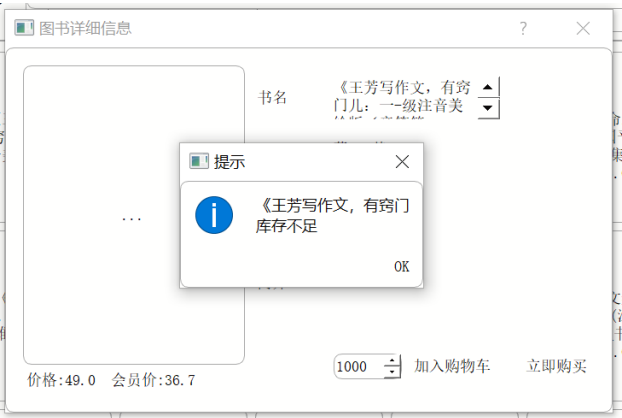 图书详细信息
书名
《王芳写作文，有窍
门儿：一-级注音美
提示
《王芳写作文，有窍门
库存不足
OK
...
价格:49.0 会员价:36.7
1000
加入购物车
立即购买